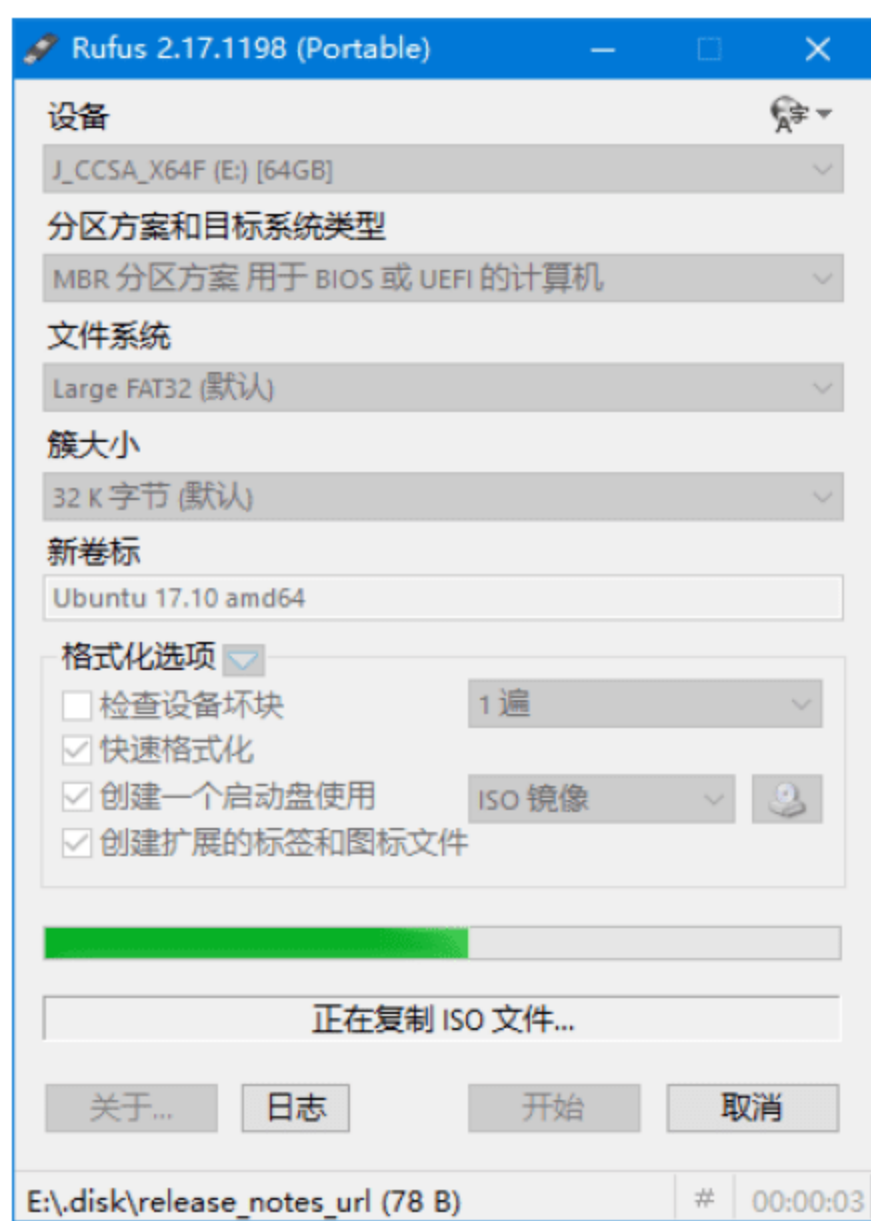 Rufus 2.17.1198 (Portable)
设备
J_CCSA_X64F (E:) [64GB]
分区方案和目标系统类型
MBR 分区方案 用于 BIOS 或 UEFI 的计算机
文件系统
Large FAT32 (默认)
簇大小
32 K 字节 (默认)
新卷标
Ubuntu 17.10 amd64
格式化选项
检查设备坏块 1 遍
快速格式化
创建一个启动盘使用 ISO 镜像
创建扩展的标签和图标文件
正在复制 ISO 文件...
关于... 日志 开始 取消
E:\.disk\release_notes_url (78 B) # 00:00:03